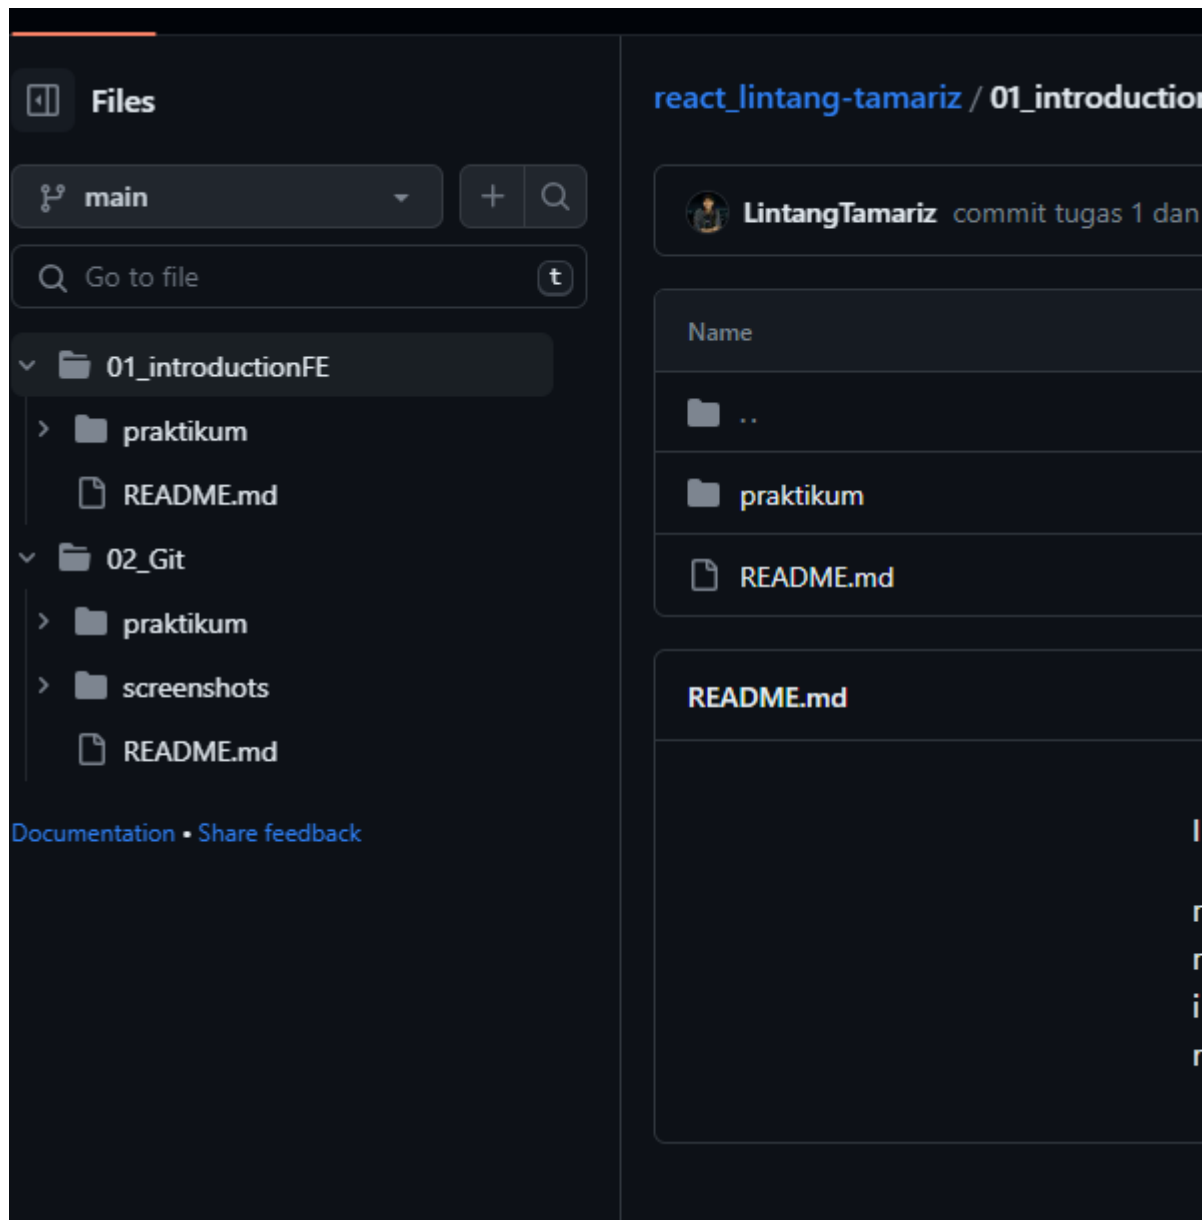 Files
main
Go to file
t
01_introductionFE
praktikum
README.md
02_Git
praktikum
screenshots
README.md
Documentation • Share feedback
react_lintang-tamariz / 01_introduction
LintangTamariz commit tugas 1 dan
Name
..
praktikum
README.md
README.md